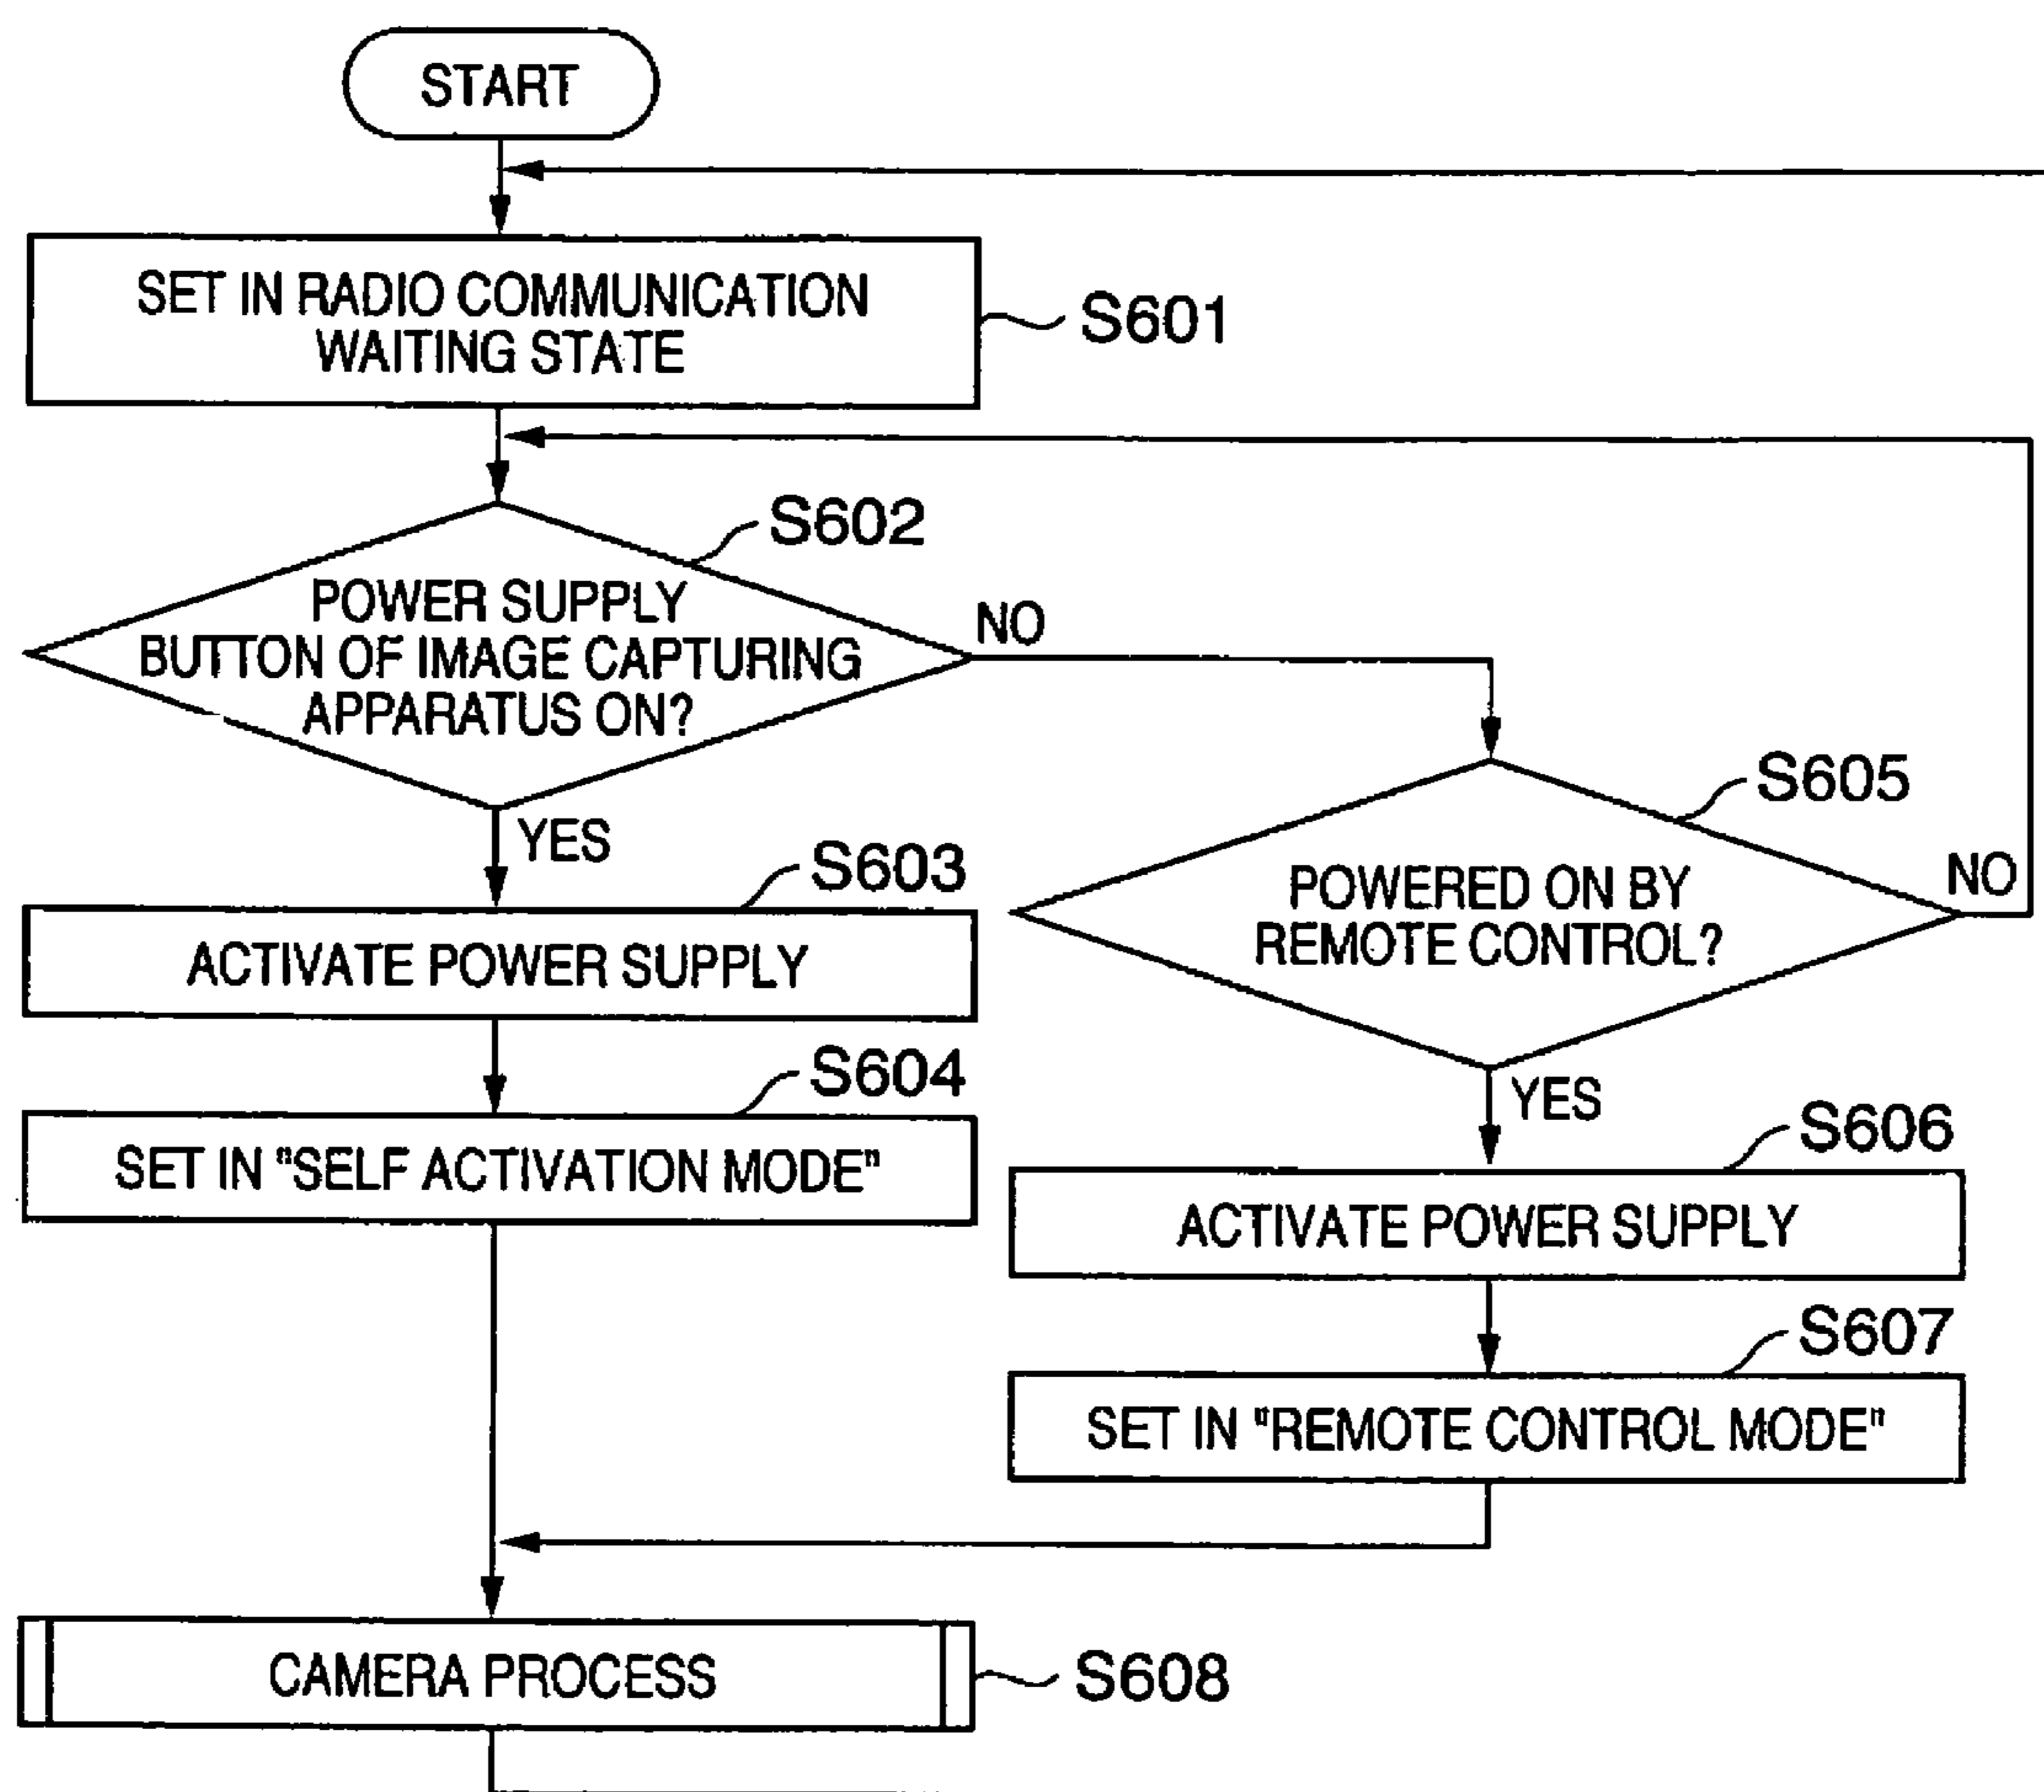 START
SET IN RADIO COMMUNICATION
WAITING STATE
S601
S602
POWER SUPPLY
BUTTON OF IMAGE CAPTURING
APPARATUS ON?
NO
YES
S603
ACTIVATE POWER SUPPLY
S604
SET IN "SELF ACTIVATION MODE"
S605
POWERED ON BY
REMOTE CONTROL?
NO
YES
S606
ACTIVATE POWER SUPPLY
S607
SET IN "REMOTE CONTROL MODE"
CAMERA PROCESS
S608